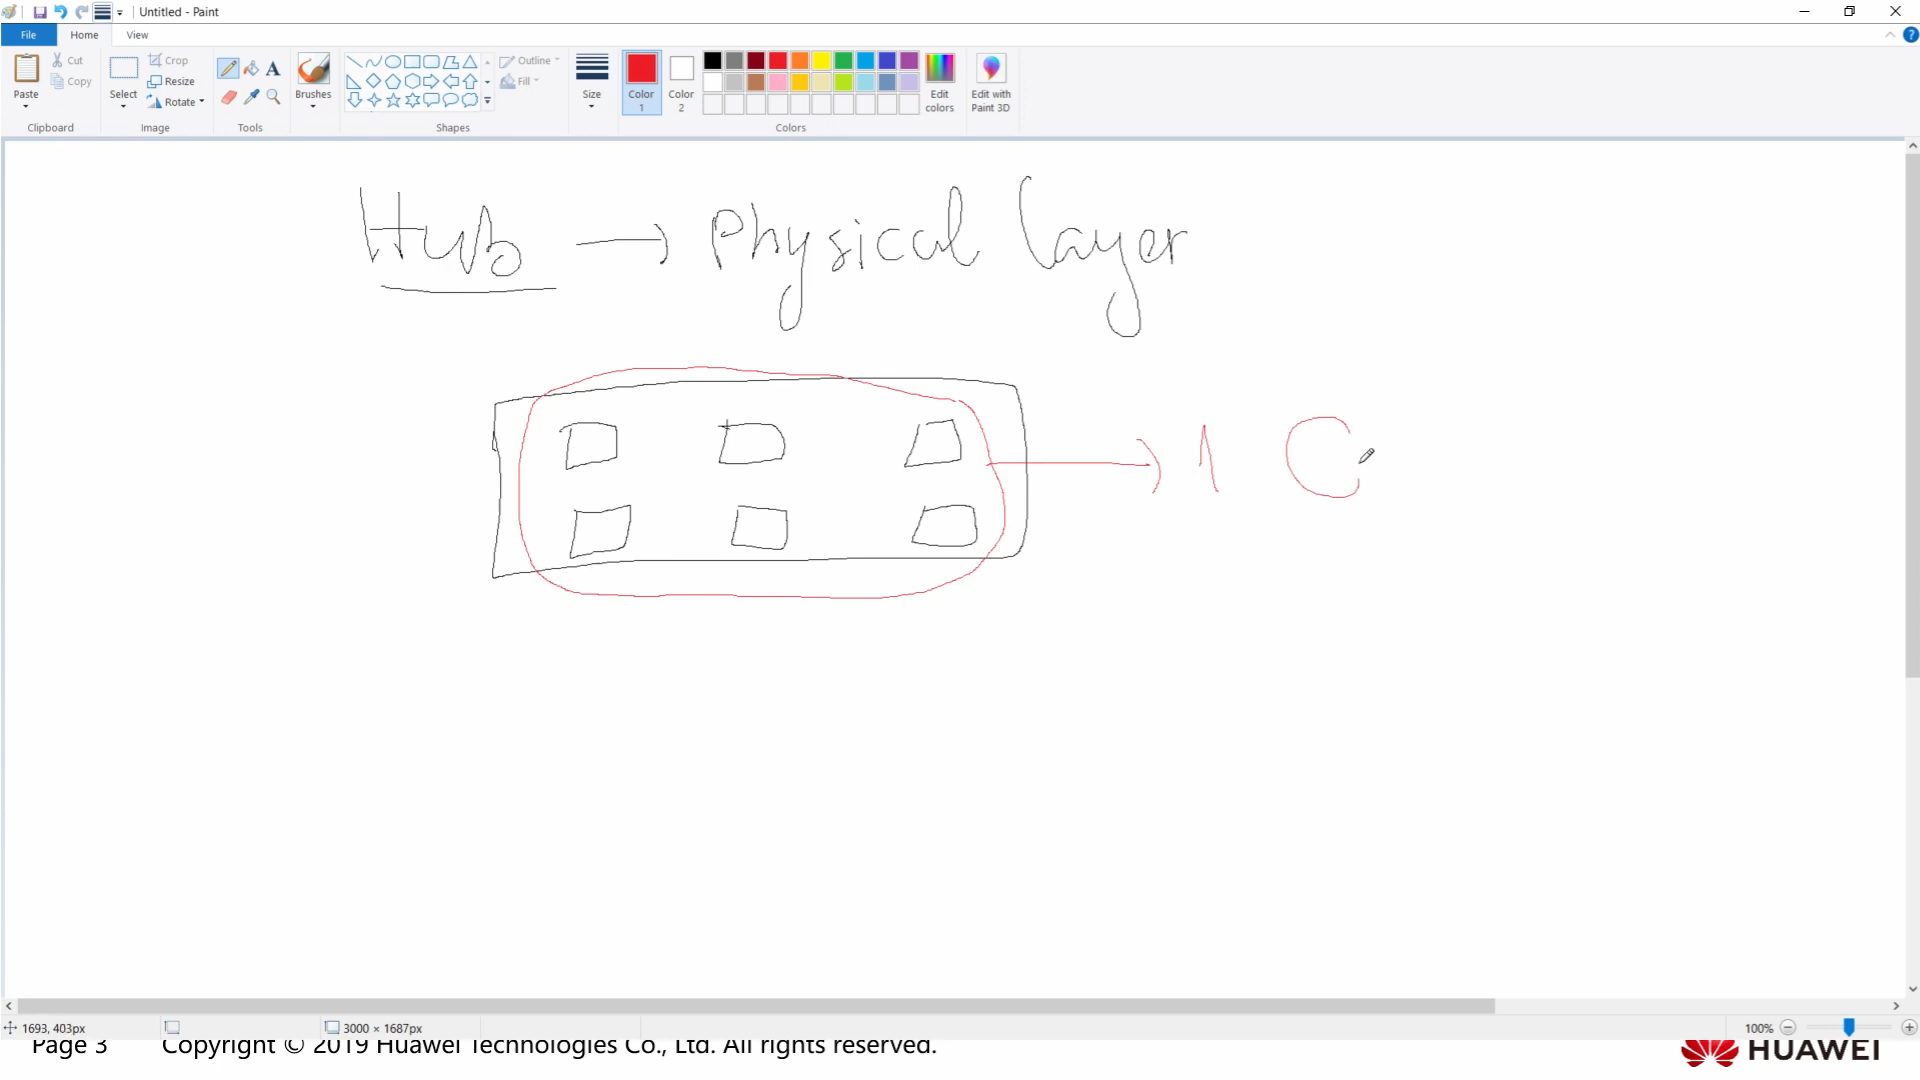 Untitled - Paint
File Home View
Paste Cut Copy Select Crop Resize Rotate Brushes Outline Fill Size Color 1 Color 2 Edit colors Edit with Paint 3D
Clipboard Image Tools Shapes Colors
Hub → Physical Layer
→ 1 C
1693, 403px 3000 × 1687px 100%
Page 3 Copyright © 2019 Huawei Technologies Co., Ltd. All rights reserved. HUAWEI